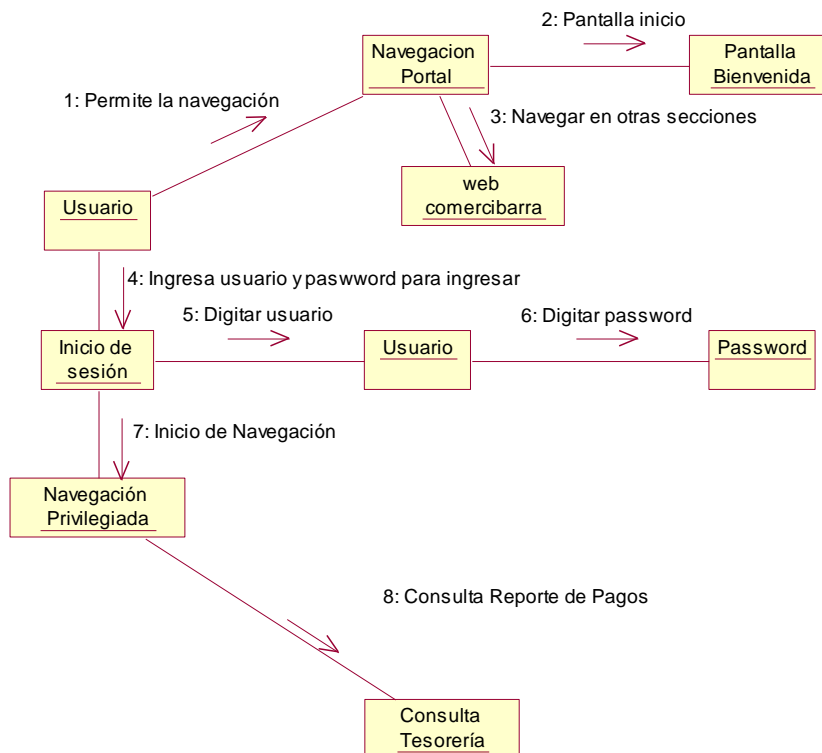 2: Pantalla inicio
Navegacion
Portal
Pantalla
Bienvenida
1: Permite la navegación
3: Navegar en otras secciones
web
comercibarra
Usuario
4: Ingresa usuario y paswword para ingresar
5: Digitar usuario
6: Digitar password
Inicio de
sesión
Usuario
Password
7: Inicio de Navegación
Navegación
Privilegiada
8: Consulta Reporte de Pagos
Consulta
Tesorería